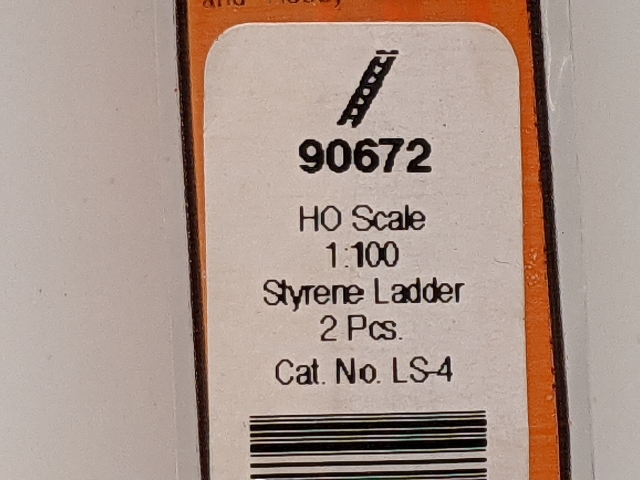 90672
HO Scale
1:100
Styrene Ladder
2 Pcs.
Cat. No. LS-4